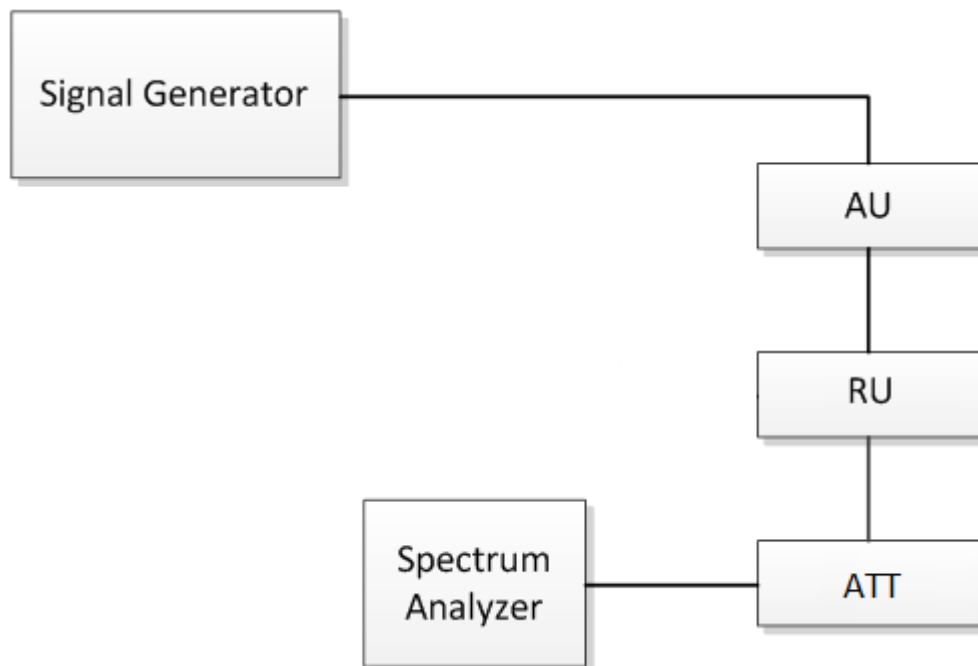 Signal Generator
AU
RU
Spectrum
Analyzer
ATT